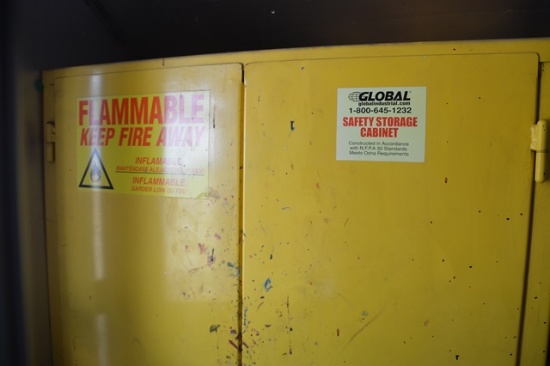 FLAMMABLE
KEEP FIRE AWAY
INFLAMABLE
INFLAMMABLE
GLOBAL
globalindustrial.com
1-800-645-1232
SAFETY STORAGE
CABINET
Constructed in Accordance
with N.F.P.A 30 Standards
Meets Osha Requirements